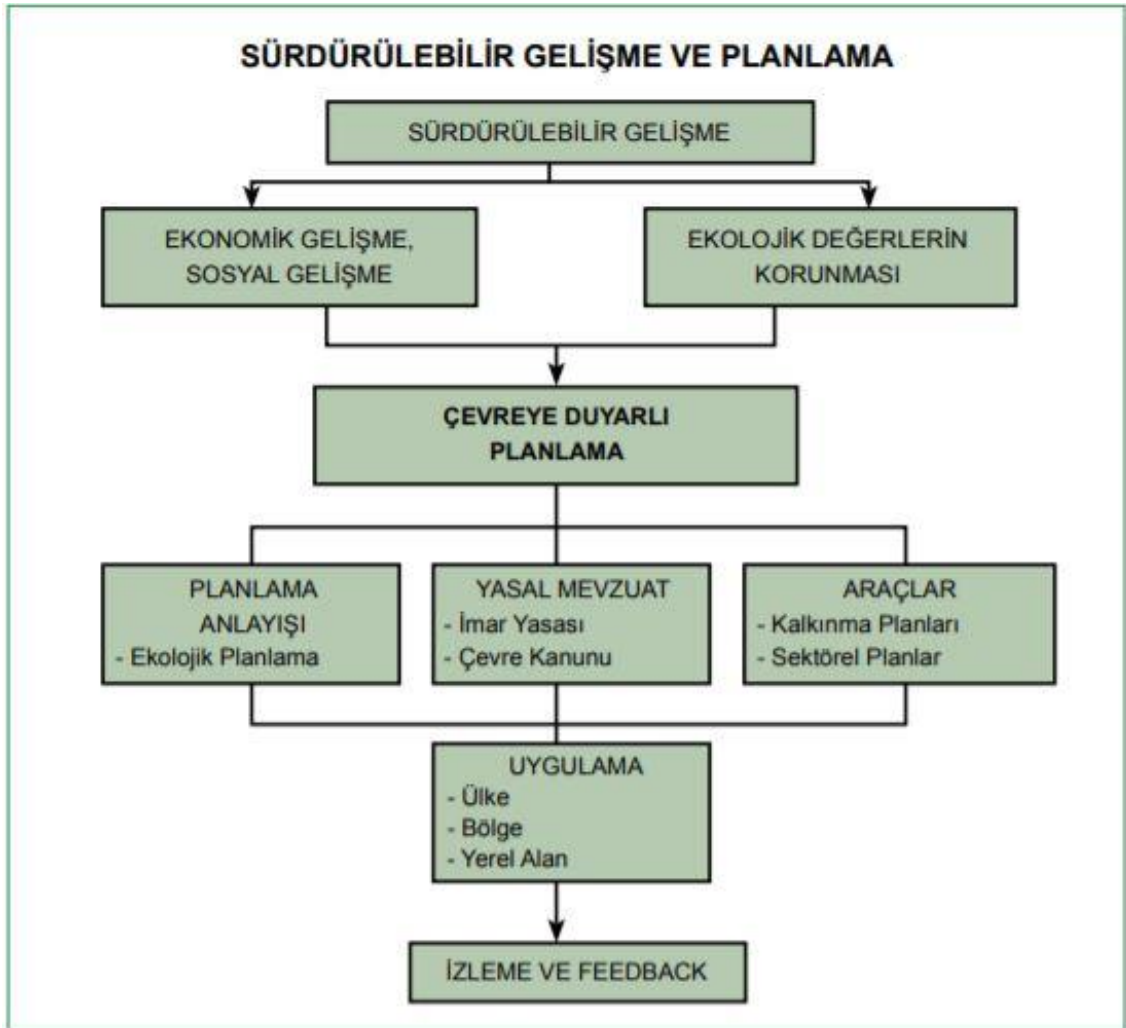 SÜRDÜRÜLEBİLİR GELİŞME VE PLANLAMA
SÜRDÜRÜLEBİLİR GELİŞME
EKONOMİK GELİŞME,
SOSYAL GELİŞME
EKOLOJİK DEĞERLERİN
KORUNMASI
ÇEVREYE DUYARLI
PLANLAMA
PLANLAMA
ANLAYIŞI
- Ekolojik Planlama
YASAL MEVZUAT
- İmar Yasası
- Çevre Kanunu
ARAÇLAR
- Kalkınma Planları
- Sektörel Planlar
UYGULAMA
- Ülke
- Bölge
- Yerel Alan
İZLEME VE FEEDBACK